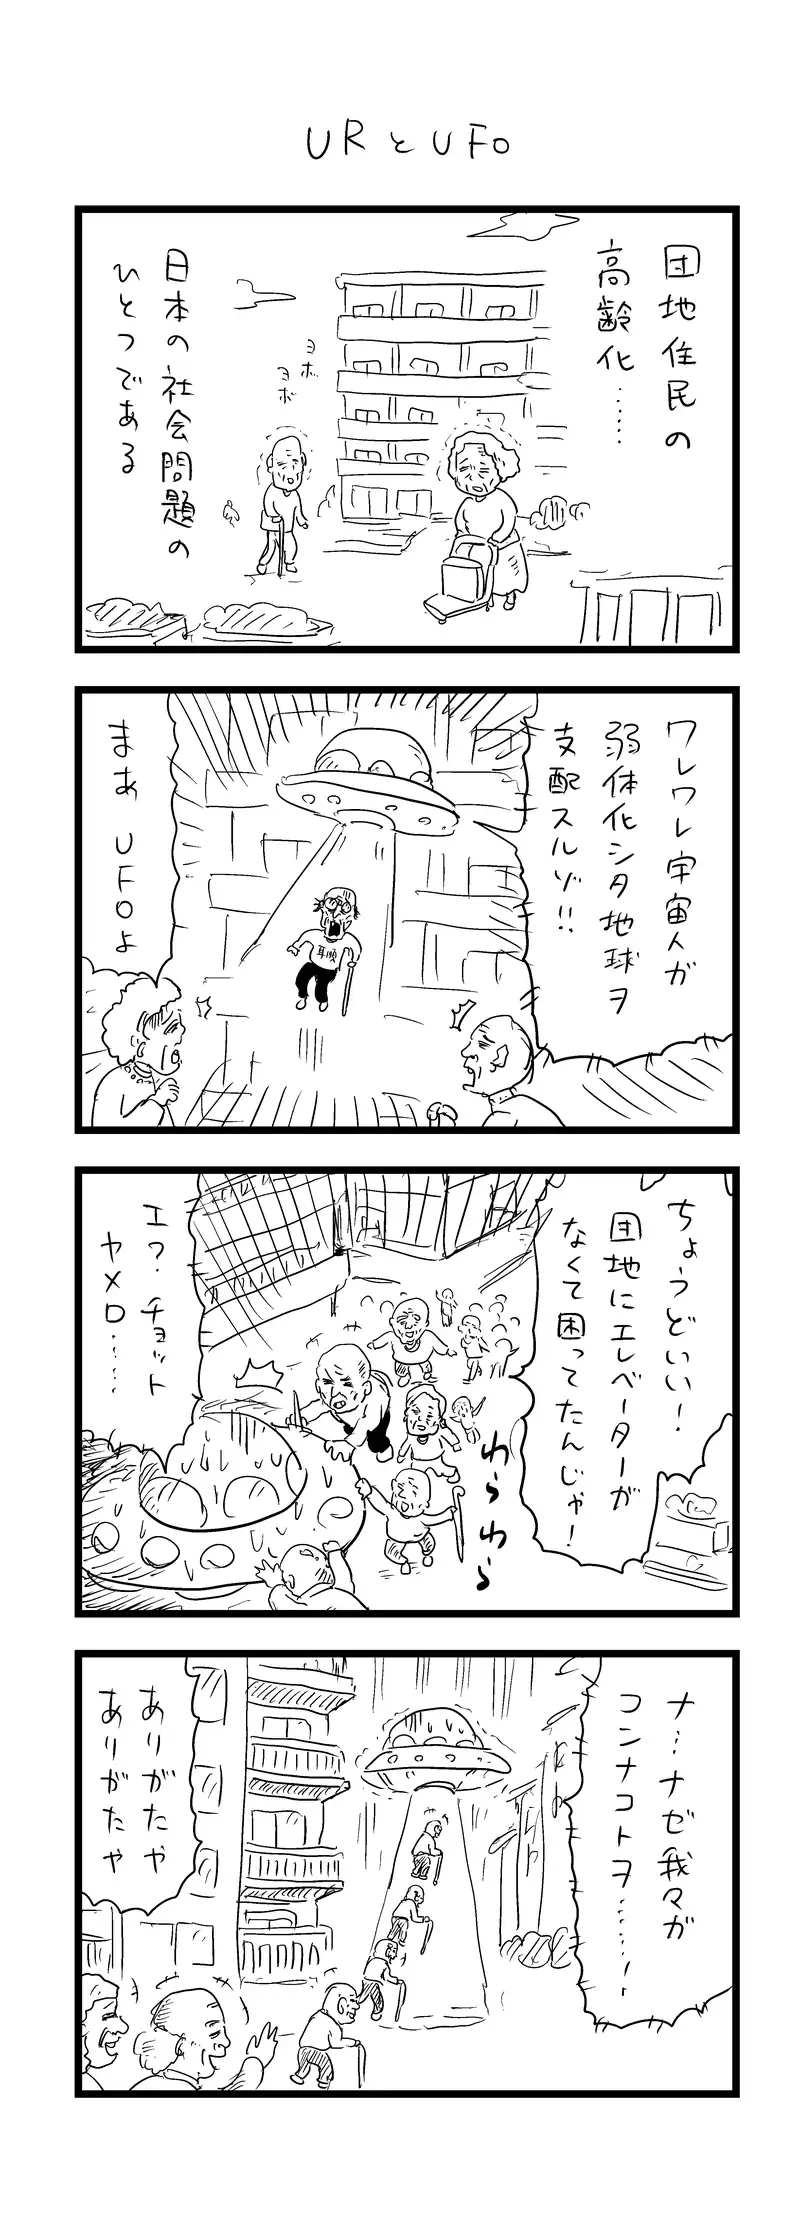 URとUFO
団地住民の
高齢化……
ヨボ
ヨボ
日本の社会問題の
ひとつである
ワレワレ宇宙人が
弱体化シタ地球ヲ
支配スルゾ!!
耳順
まあ UFOよ
ちょうどいい!
団地にエレベーターが
なくて困ってたんじゃ!
わらわら
エ?チョット
ヤメロ……
ナ…ナゼ我々が
コンナコトヲ……!
ありがたや
ありがたや